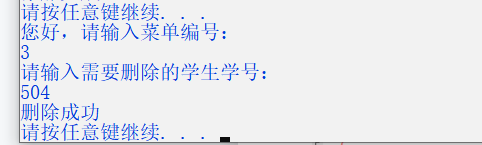 请按任意键继续. . .
您好，请输入菜单编号：
3
请输入需要删除的学生学号：
504
删除成功
请按任意键继续. . .